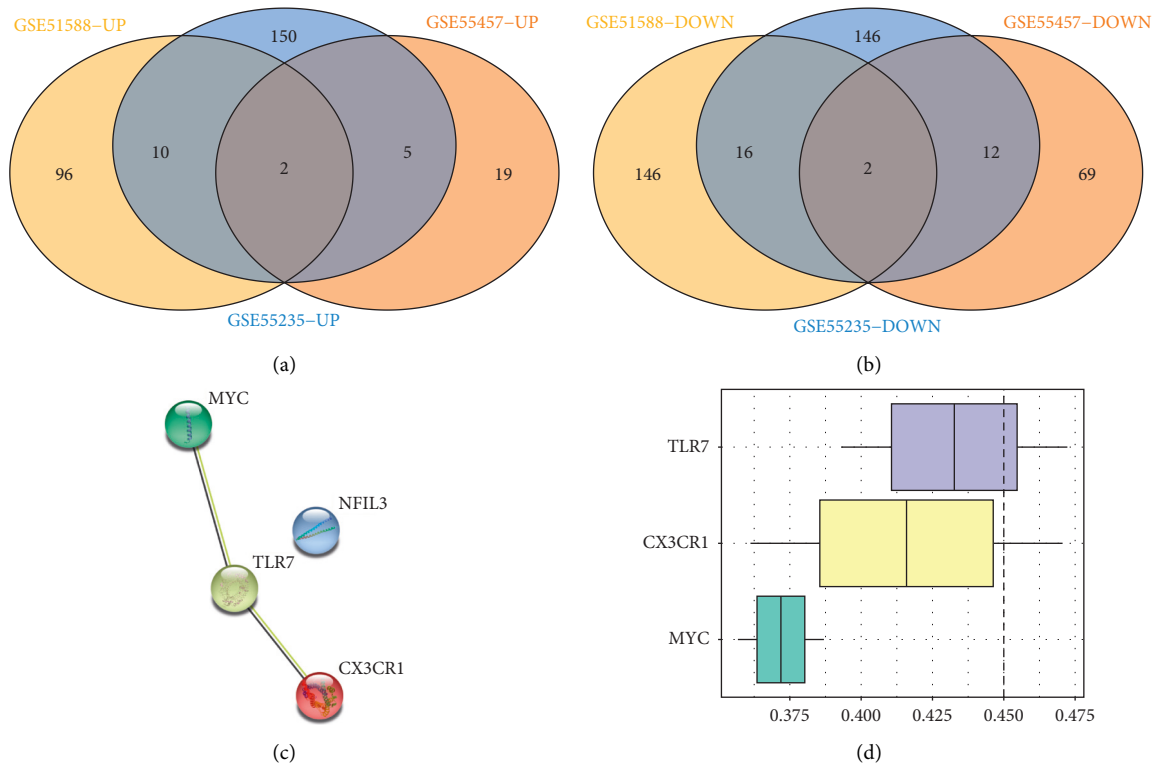 GSE51588−UP
150
GSE55457−UP
10
5
96
2
19
GSE55235−UP
(a)
GSE51588−DOWN
146
GSE55457−DOWN
16
12
146
2
69
GSE55235−DOWN
(b)
MYC
NFIL3
TLR7
CX3CR1
(c)
TLR7
CX3CR1
MYC
0.375 0.400 0.425 0.450 0.475
(d)